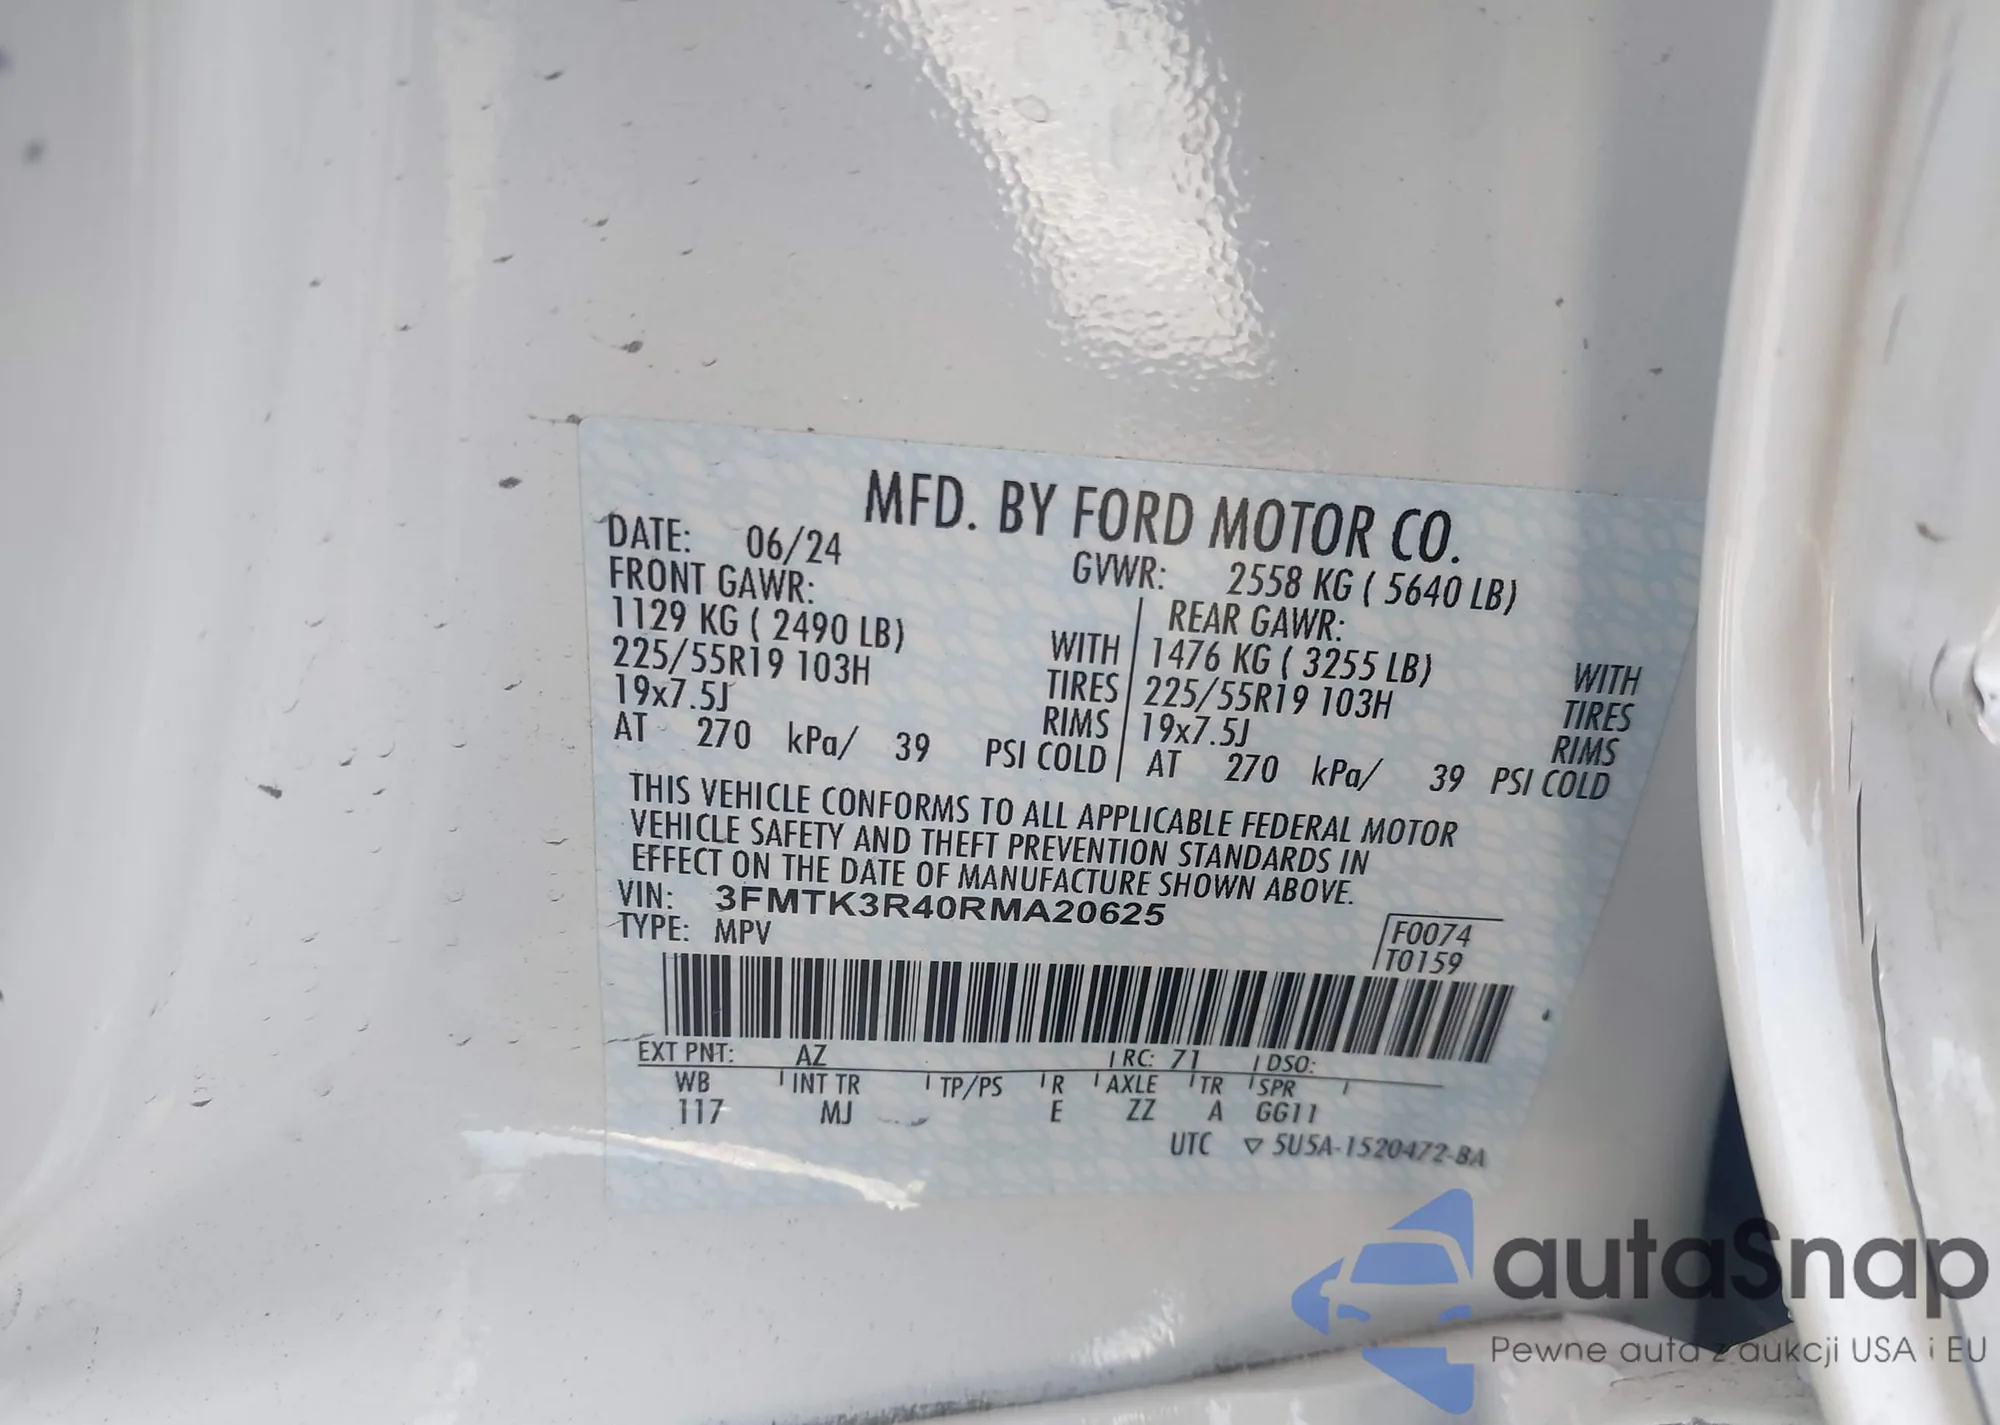 MFD. BY FORD MOTOR CO.
DATE: 06/24 GVWR: 2558 KG ( 5640 LB)
FRONT GAWR: REAR GAWR:
1129 KG ( 2490 LB) WITH 1476 KG ( 3255 LB) WITH
225/55R19 103H TIRES 225/55R19 103H TIRES
19x7.5J RIMS 19x7.5J RIMS
AT 270 kPa/ 39 PSI COLD AT 270 kPa/ 39 PSI COLD
THIS VEHICLE CONFORMS TO ALL APPLICABLE FEDERAL MOTOR
VEHICLE SAFETY AND THEFT PREVENTION STANDARDS IN
EFFECT ON THE DATE OF MANUFACTURE SHOWN ABOVE.
VIN: 3FMTK3R40RMA20625
TYPE: MPV
F0074
T0159
EXT PNT: AZ RC: 71 DSO:
WB INT TR TP/PS R AXLE TR SPR
117 MJ E ZZ A GG11
UTC ▽ 5U5A-1520472-BA
autaSnap
Pewne auta z aukcji USA i EU